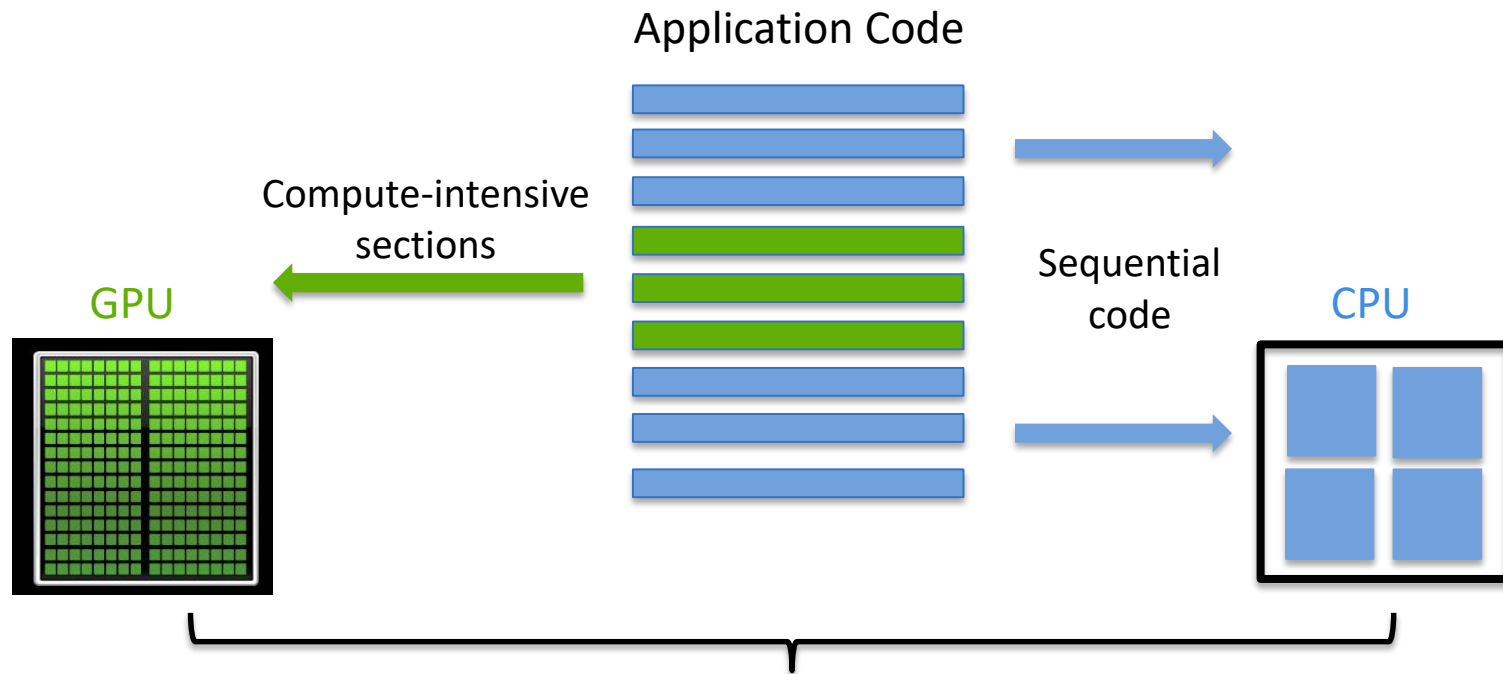 Application Code
Compute-intensive
sections
GPU
Sequential
code
CPU